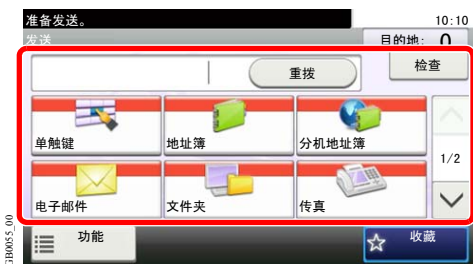 准备发送。 10:10
发送 目的地: 0
重拨 检查
单触键 地址簿 分机地址簿
1/2
电子邮件 文件夹 传真
功能 收藏
GB0055_00